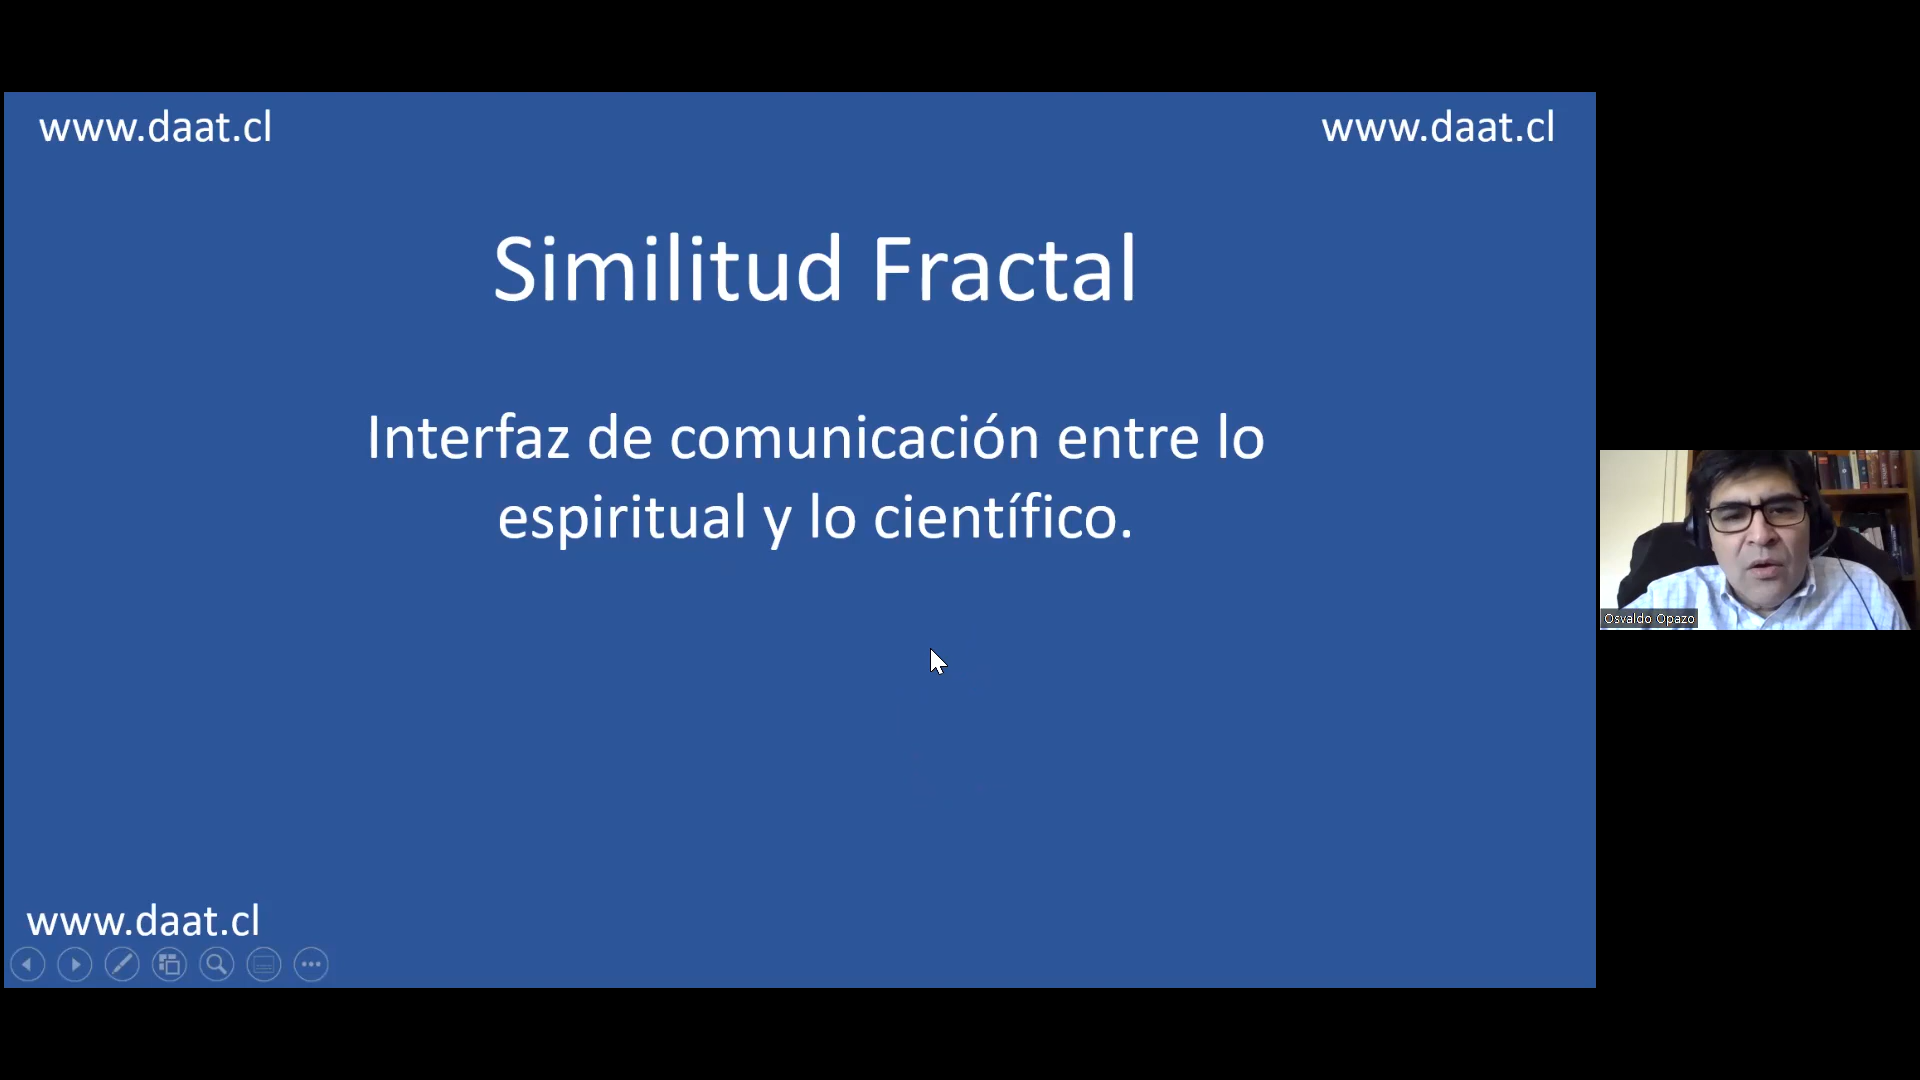 www.daat.cl
www.daat.cl
Similitud Fractal
Interfaz de comunicación entre lo
espiritual y lo científico.
Osvaldo Opazo
www.daat.cl